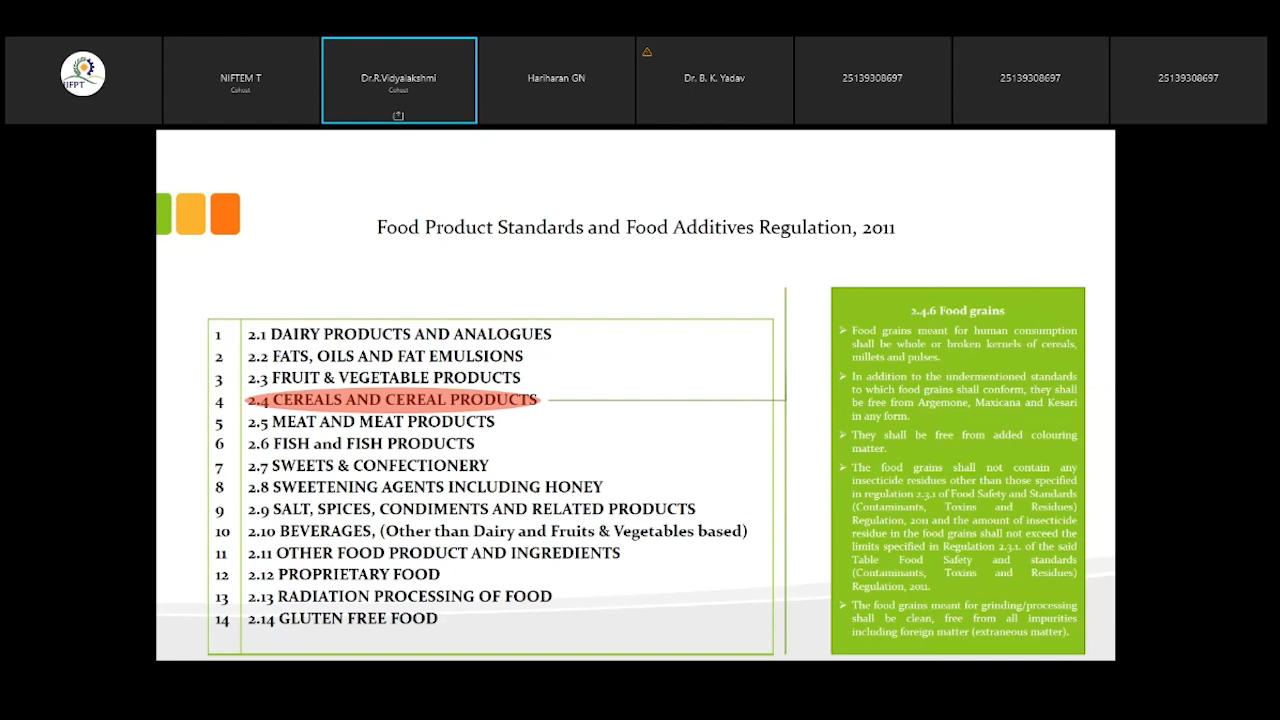 IIFPT
NIFTEM T
Cohost
Dr.R.Vidyalakshmi
Cohost
Hariharan GN
Dr. B. K. Yadav
25139308697
25139308697
25139308697
Food Product Standards and Food Additives Regulation, 2011
1 2.1 DAIRY PRODUCTS AND ANALOGUES
2 2.2 FATS, OILS AND FAT EMULSIONS
3 2.3 FRUIT & VEGETABLE PRODUCTS
4 2.4 CEREALS AND CEREAL PRODUCTS
5 2.5 MEAT AND MEAT PRODUCTS
6 2.6 FISH and FISH PRODUCTS
7 2.7 SWEETS & CONFECTIONERY
8 2.8 SWEETENING AGENTS INCLUDING HONEY
9 2.9 SALT, SPICES, CONDIMENTS AND RELATED PRODUCTS
10 2.10 BEVERAGES, (Other than Dairy and Fruits & Vegetables based)
11 2.11 OTHER FOOD PRODUCT AND INGREDIENTS
12 2.12 PROPRIETARY FOOD
13 2.13 RADIATION PROCESSING OF FOOD
14 2.14 GLUTEN FREE FOOD
2.4.6 Food grains
Food grains meant for human consumption
shall be whole or broken kernels of cereals,
millets and pulses.
In addition to the undermentioned standards
to which food grains shall conform, they shall
be free from Argemone, Maxicana and Kesari
in any form.
They shall be free from added colouring
matter.
The food grains shall not contain any
insecticide residues other than those specified
in regulation 2.3.1 of Food Safety and Standards
(Contaminants, Toxins and Residues)
Regulation, 2011 and the amount of insecticide
residue in the food grains shall not exceed the
limits specified in Regulation 2.3.1. of the said
Table Food Safety and standards
(Contaminants, Toxins and Residues)
Regulation, 2011.
The food grains meant for grinding/processing
shall be clean, free from all impurities
including foreign matter (extraneous matter).